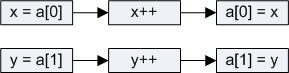 x = a[0] x++ a[0] = x
y = a[1] y++ a[1] = y